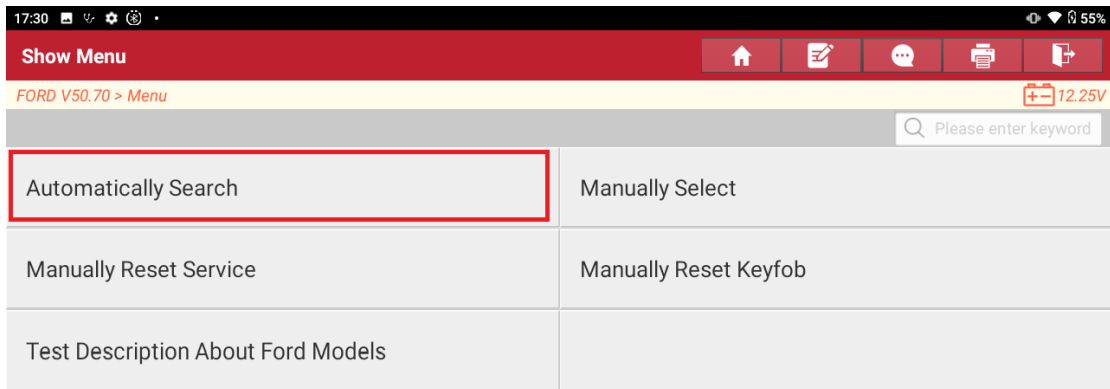 17:30 55%
Show Menu
FORD V50.70 > Menu 12.25V
Please enter keyword
Automatically Search Manually Select
Manually Reset Service Manually Reset Keyfob
Test Description About Ford Models